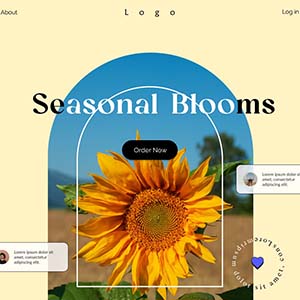 About
Logo
Log in
Seasonal Blooms
Order Now
Lorem ipsum dolor sit
amet, consectetur
adipiscing elit.
Lorem ipsum dolor sit
amet, consectetur
adipiscing elit.